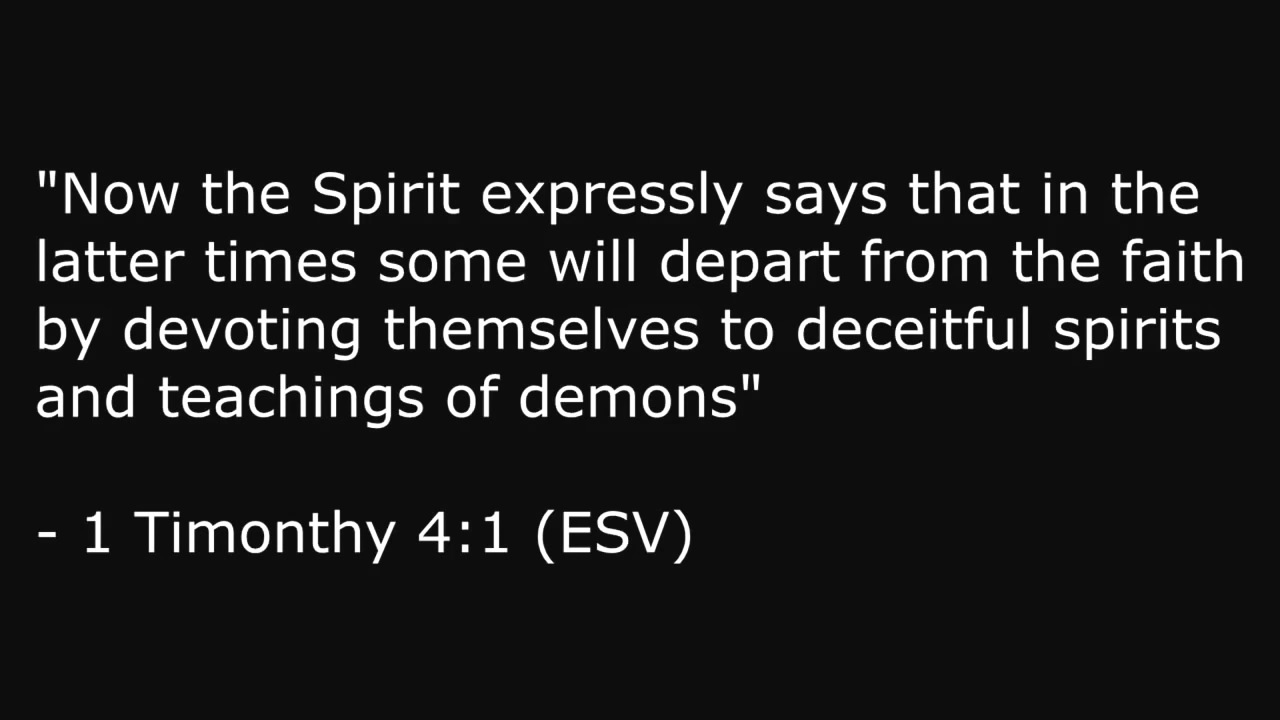 "Now the Spirit expressly says that in the
latter times some will depart from the faith
by devoting themselves to deceitful spirits
and teachings of demons"
- 1 Timonthy 4:1 (ESV)